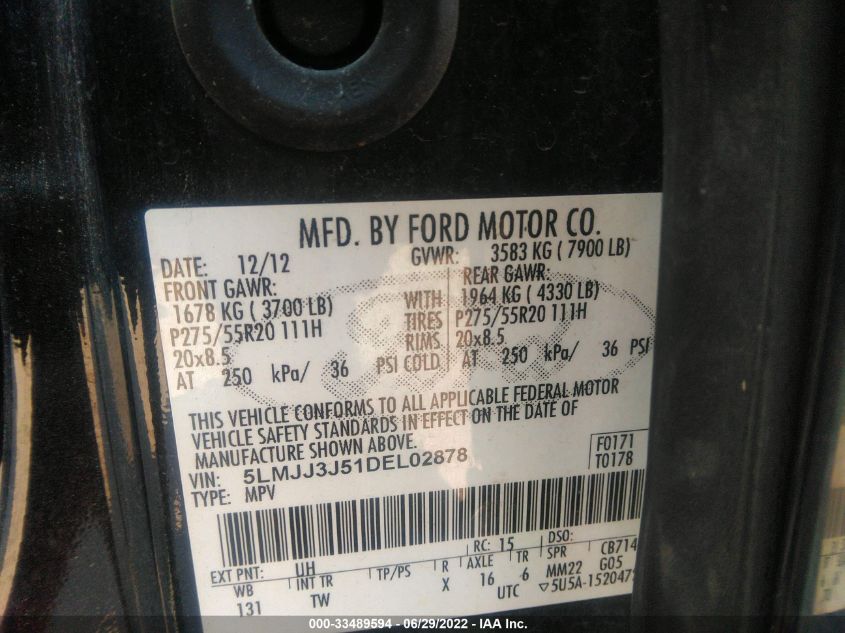 MFD. BY FORD MOTOR CO.
DATE: 12/12 GVWR: 3583 KG ( 7900 LB)
FRONT GAWR: REAR GAWR:
1678 KG ( 3700 LB) WITH 1964 KG ( 4330 LB)
P275/55R20 111H TIRES P275/55R20 111H
20x8.5 RIMS 20x8.5
AT 250 kPa/ 36 PSI COLD AT 250 kPa/ 36 PSI
THIS VEHICLE CONFORMS TO ALL APPLICABLE FEDERAL MOTOR
VEHICLE SAFETY STANDARDS IN EFFECT ON THE DATE OF
MANUFACTURE SHOWN ABOVE.
VIN: 5LMJJ3J51DEL02878
TYPE: MPV
F0171
T0178
EXT PNT: UH RC: 15 DSO:
WB INT TR TP/PS R AXLE TR SPR CB714
131 TW X 16 6 MM22 G05
UTC ▽5U5A-1520472
000-33489594 - 06/29/2022 - IAA Inc.